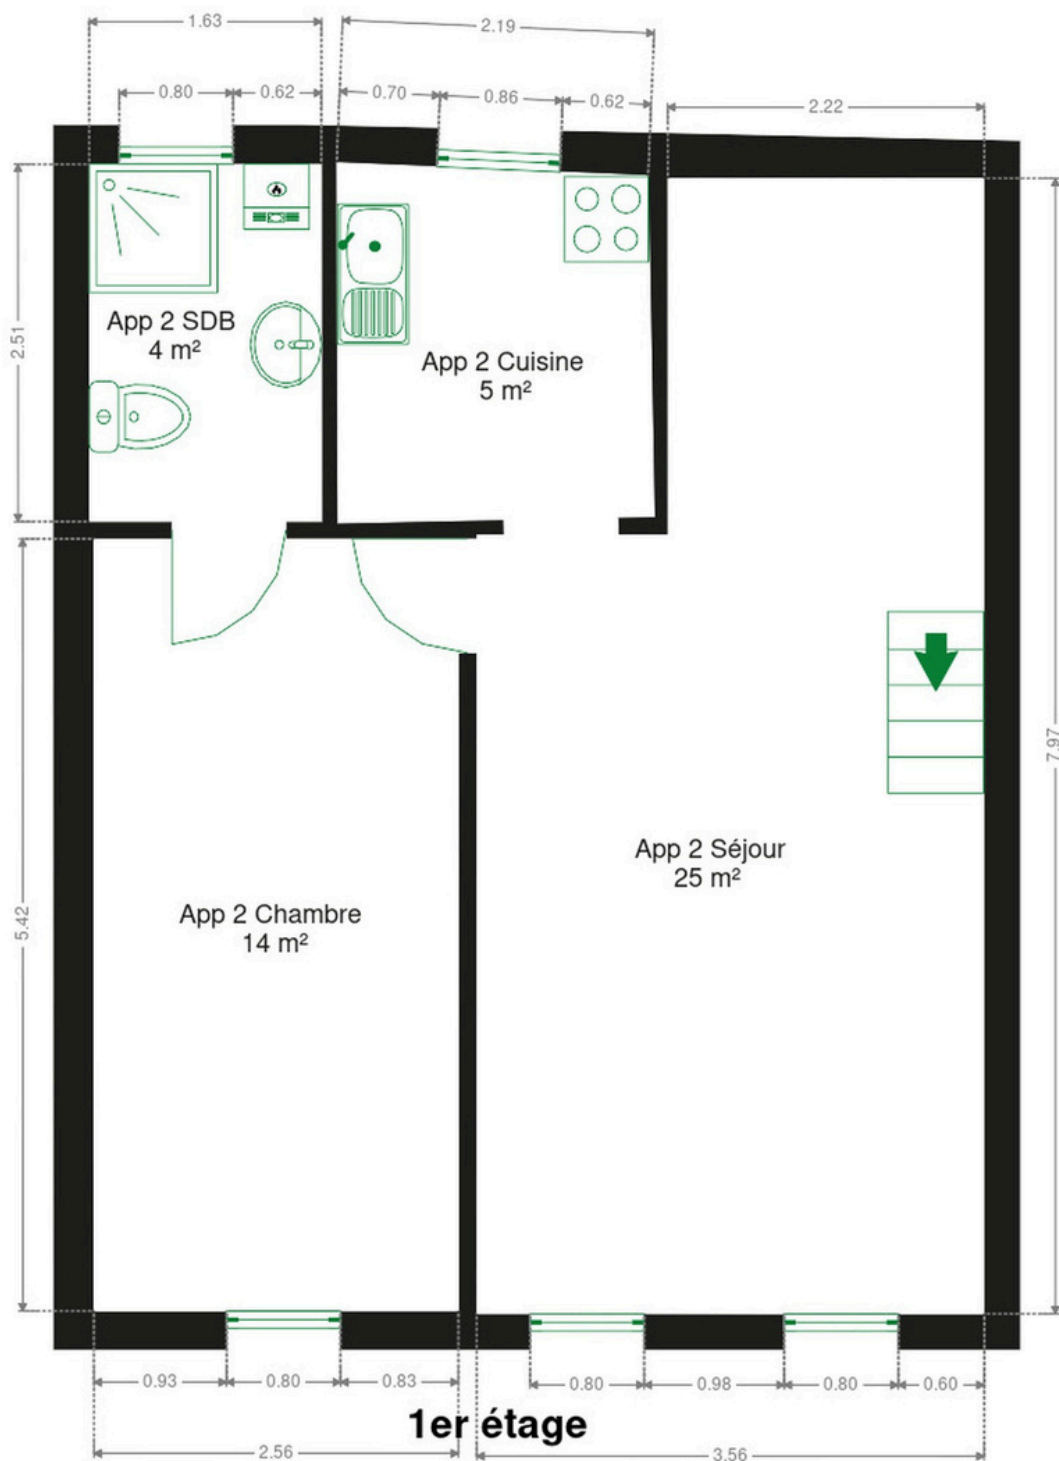 1.63
2.19
0.80
0.62
0.70
0.86
0.62
2.22
2.51
App 2 SDB
4 m²
App 2 Cuisine
5 m²
7.97
App 2 Séjour
25 m²
5.42
App 2 Chambre
14 m²
0.93
0.80
0.83
0.80
0.98
0.80
0.60
1er étage
2.56
3.56